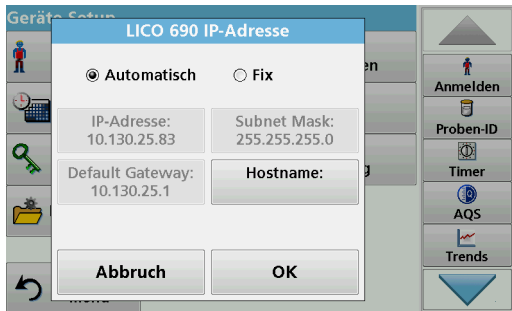 Geräte Setup
LICO 690 IP-Adresse
Automatisch
Fix
en
IP-Adresse:
10.130.25.83
Subnet Mask:
255.255.255.0
Default Gateway:
10.130.25.1
Hostname:
g
Abbruch
OK
Anmelden
Proben-ID
Timer
AQS
Trends